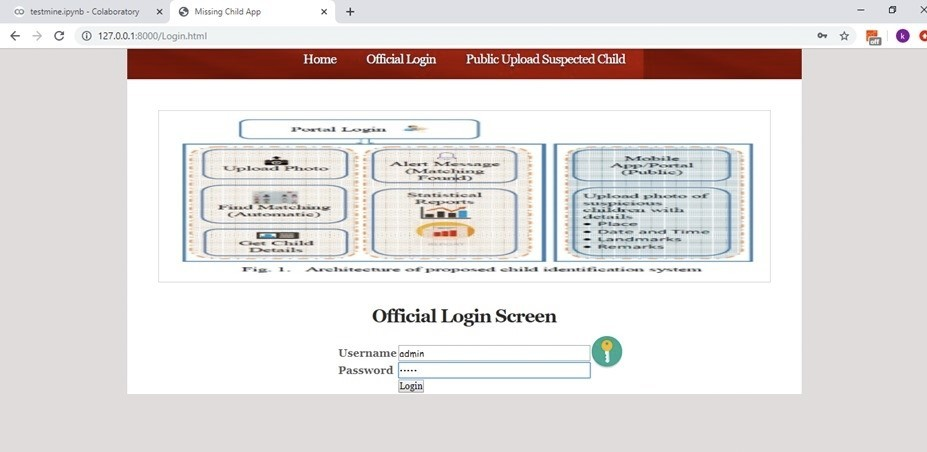 testmine.ipynb - Colaboratory
Missing Child App
127.0.0.1:8000/Login.html
off
k
Home Official Login Public Upload Suspected Child
Portal Login
Upload Photo
Find Matching
(Automatic)
Get Child
Details
Alert Message
(Matching
Found)
Statistical
Reports
Mobile
App/Portal
(Public)
Upload photo of
suspicious
children with
details
• Place
• Date and Time
• Landmarks
• Remarks
Fig. 1. Architecture of proposed child identification system
Official Login Screen
Username admin
Password •••••
Login